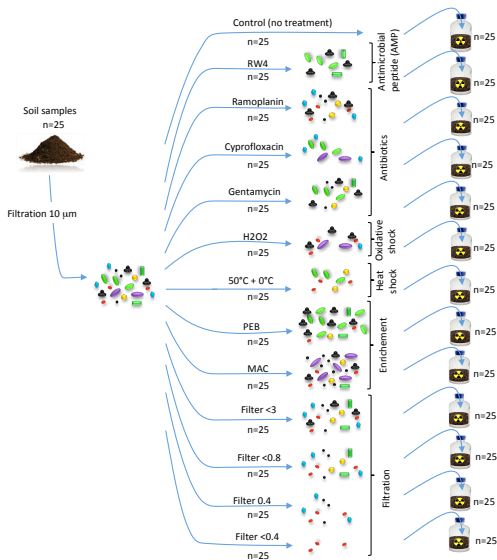 Soil samples
n=25
Filtration 10 μm
Control (no treatment)
n=25
RW4
n=25
Ramoplanin
n=25
Cyprofloxacin
n=25
Gentamycin
n=25
H2O2
n=25
50°C + 0°C
n=25
PEB
n=25
MAC
n=25
Filter <3
n=25
Filter <0.8
n=25
Filter 0.4
n=25
Filter <0.4
n=25
Antimicrobial
peptide (AMP)
Antibiotics
Oxidative
shock
Heat
shock
Enrichement
Filtration
n=25
n=25
n=25
n=25
n=25
n=25
n=25
n=25
n=25
n=25
n=25
n=25
n=25